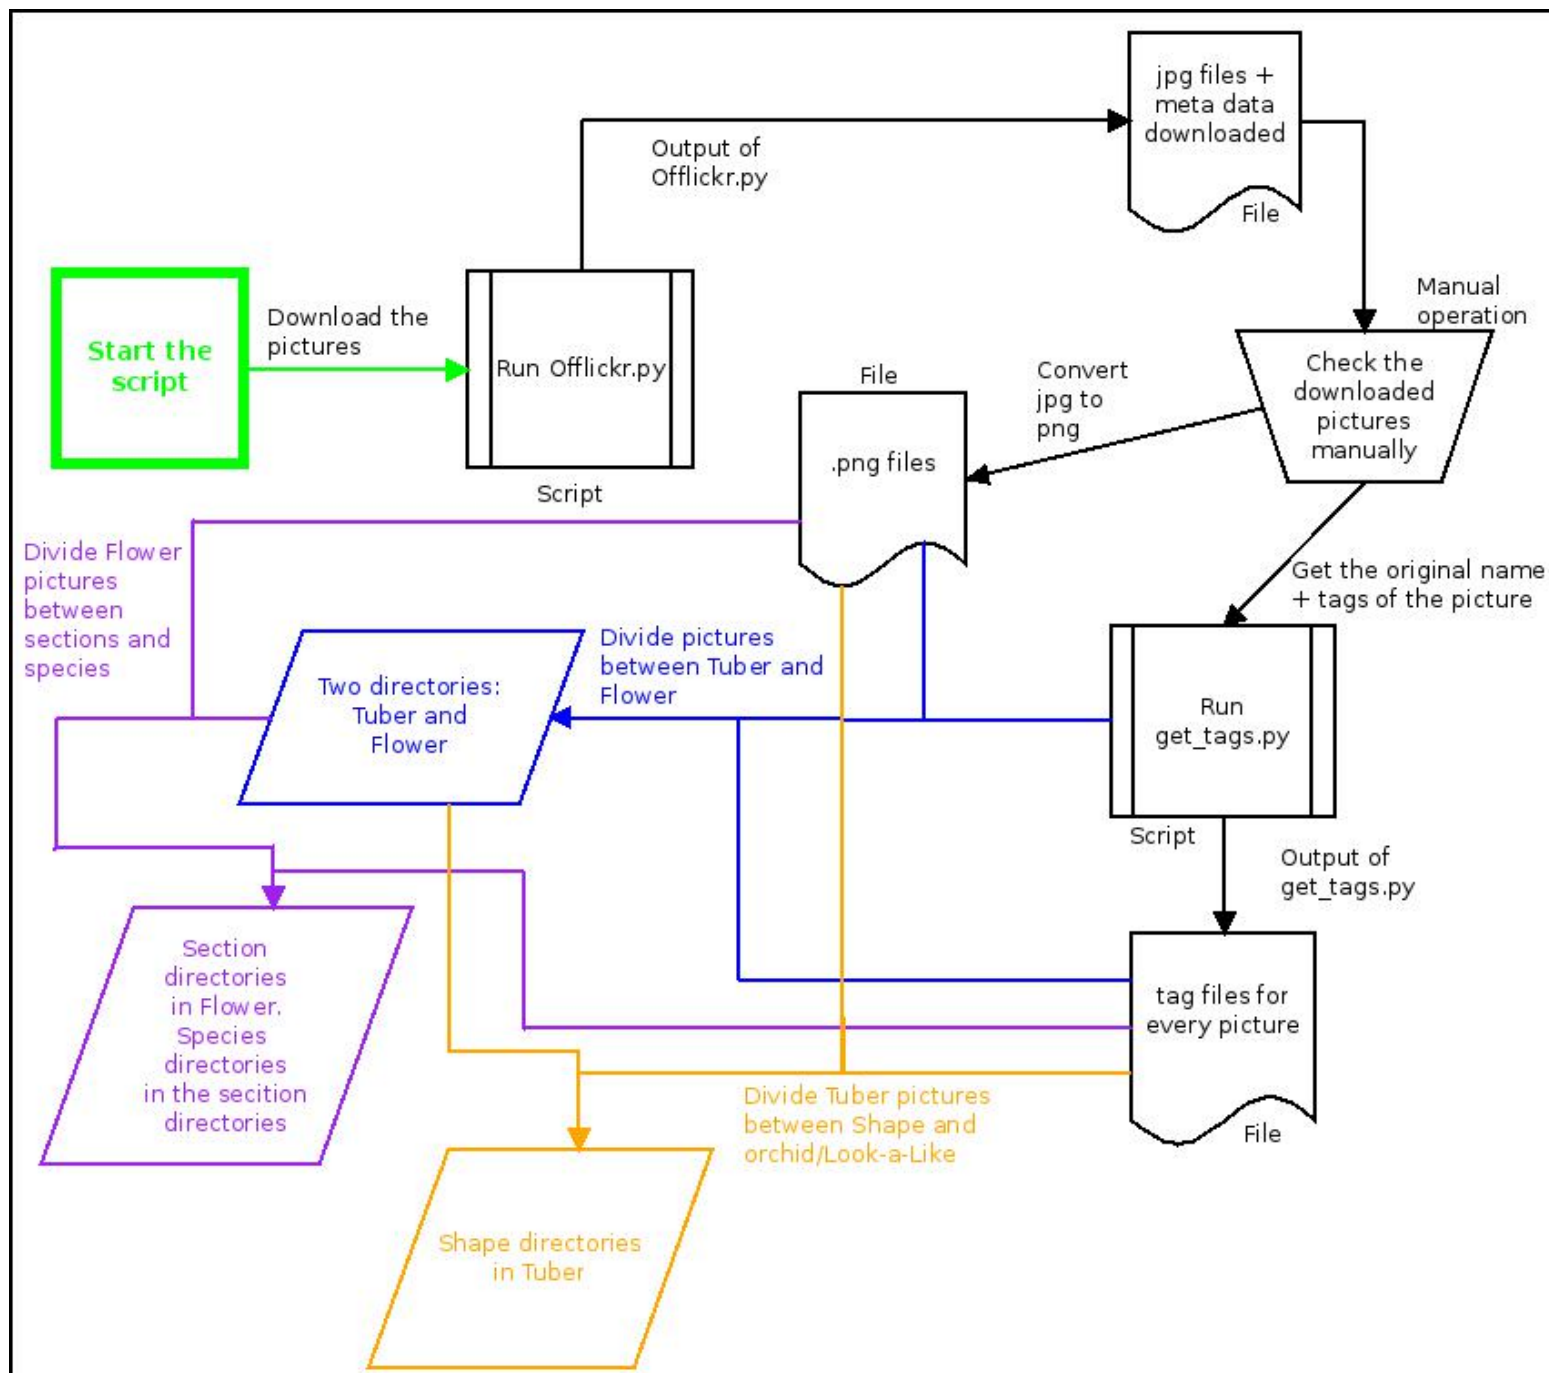 jpg files +
meta data
downloaded
File
Output of
Offlickr.py
Start the
script
Download the
pictures
Run Offlickr.py
Script
Manual
operation
Check the
downloaded
pictures
manually
Convert
jpg to
png
File
.png files
Get the original name
+ tags of the picture
Divide Flower
pictures
between
sections and
species
Two directories:
Tuber and
Flower
Divide pictures
between Tuber and
Flower
Run
get_tags.py
Script
Output of
get_tags.py
Section
directories
in Flower.
Species
directories
in the secition
directories
tag files for
every picture
File
Divide Tuber pictures
between Shape and
orchid/Look-a-Like
Shape directories
in Tuber